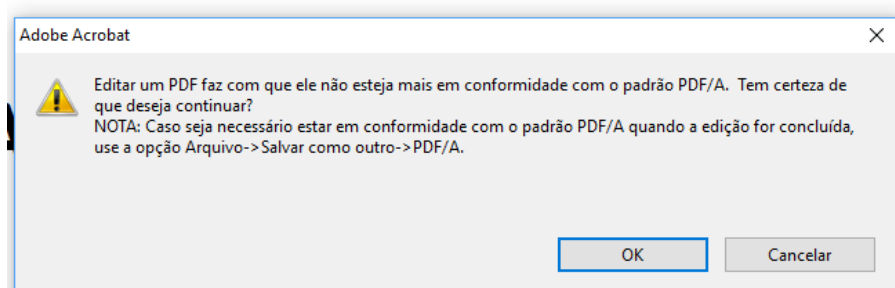 Adobe Acrobat
Editar um PDF faz com que ele não esteja mais em conformidade com o padrão PDF/A.  Tem certeza de
que deseja continuar?
NOTA: Caso seja necessário estar em conformidade com o padrão PDF/A quando a edição for concluída,
use a opção Arquivo->Salvar como outro->PDF/A.
OK
Cancelar